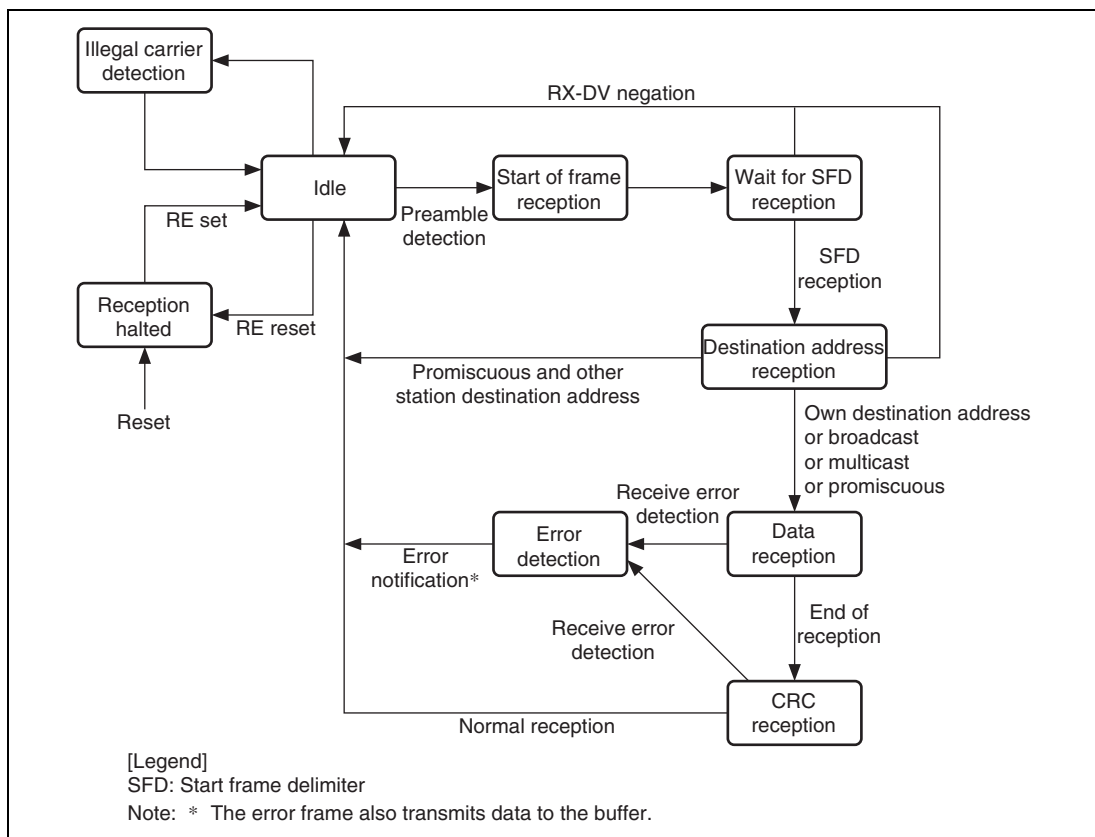 Illegal carrier
detection
RX-DV negation
Idle
Start of frame
reception
Wait for SFD
reception
Preamble
detection
RE set
SFD
reception
Reception
halted
RE reset
Destination address
reception
Promiscuous and other
station destination address
Reset
Own destination address
or broadcast
or multicast
or promiscuous
Receive error
detection
Error
detection
Data
reception
Error
notification*
End of
reception
Receive error
detection
CRC
reception
Normal reception
[Legend]
SFD: Start frame delimiter
Note: * The error frame also transmits data to the buffer.